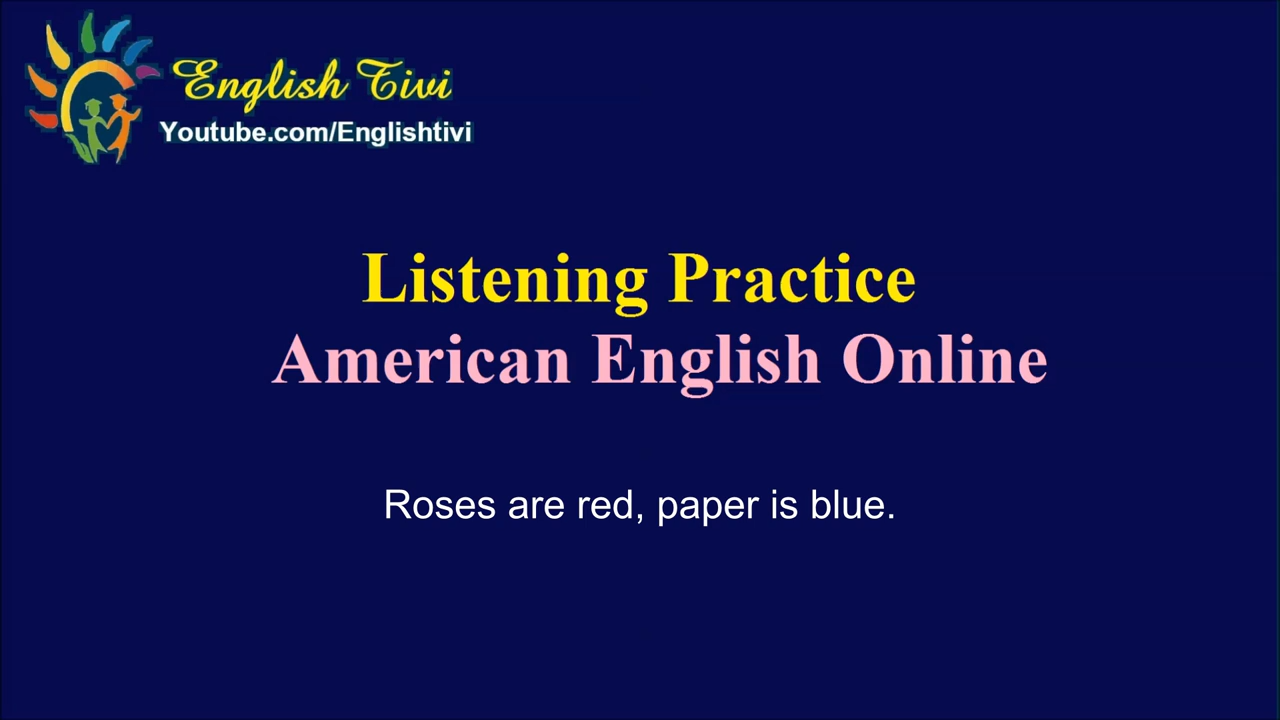 English Tivi
Youtube.com/Englishtivi
Listening Practice
American English Online
Roses are red, paper is blue.